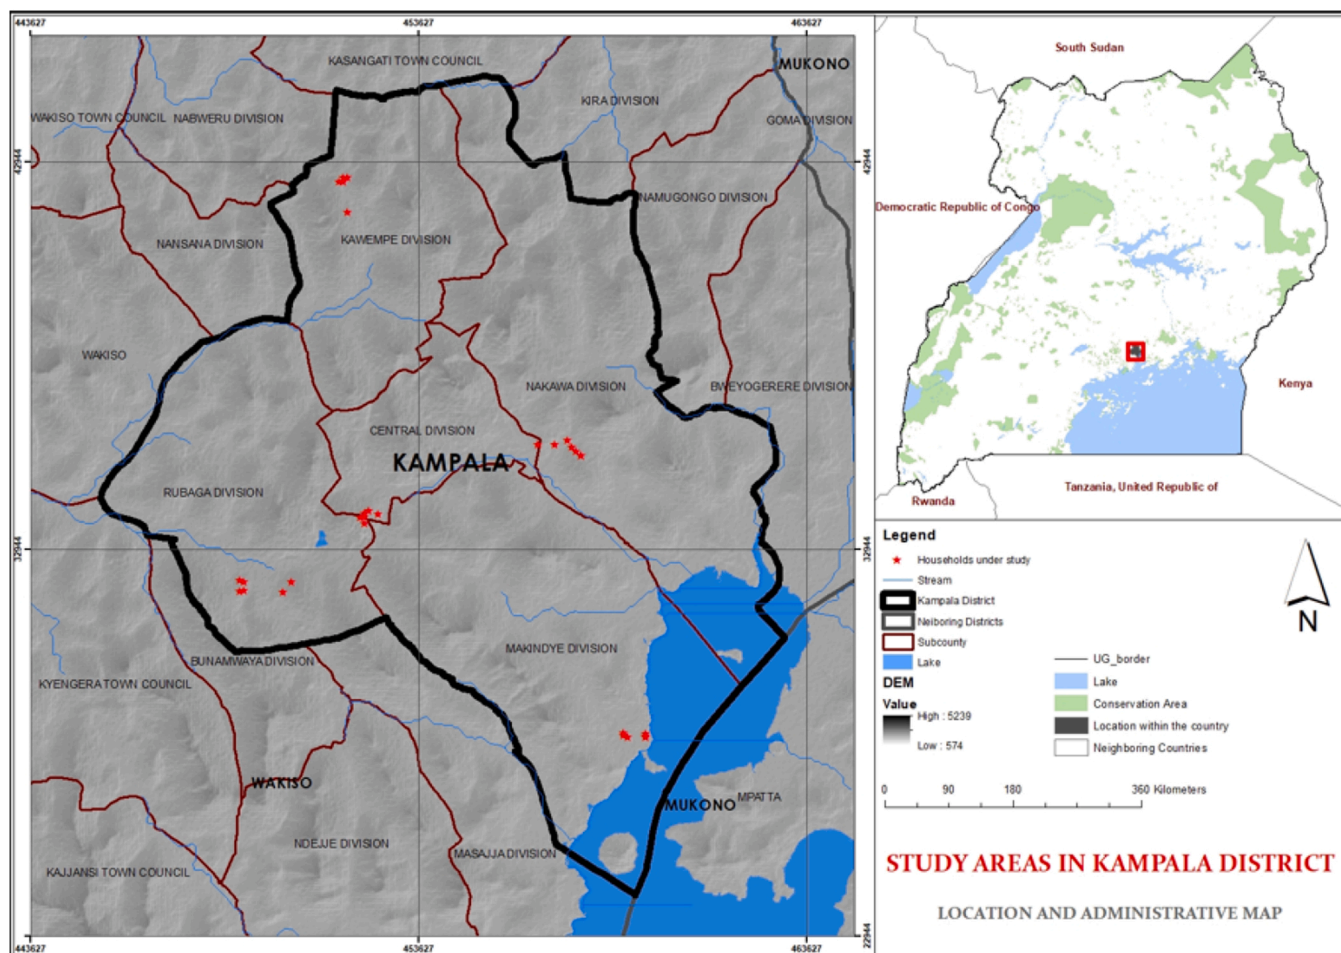 443627
453627
463627
KASANGATI TOWN COUNCIL
MUKONO
KIRA DIVISION
WAKISO TOWN COUNCIL
NABWERU DIVISION
GOMA DIVISION
42944
42944
NAMUGONGO DIVISION
NANSANA DIVISION
KAWEMPE DIVISION
WAKISO
NAKAWA DIVISION
BWEYOGERERE DIVISION
CENTRAL DIVISION
KAMPALA
RUBAGA DIVISION
32944
32944
MAKINDYE DIVISION
BUNAMWAYA DIVISION
KYENGERA TOWN COUNCIL
WAKISO
MUKONO
MPATTA
NDEJJE DIVISION
MASAJJA DIVISION
KAJJANSI TOWN COUNCIL
22944
443627
453627
463627
South Sudan
Democratic Republic of Congo
Kenya
Rwanda
Tanzania, United Republic of
Legend
Households under study
Stream
Kampala District
Neiboring Districts
Subcounty
Lake
DEM
Value
High : 5239
Low : 574
UG_border
Lake
Conservation Area
Location within the country
Neighboring Countries
N
0 90 180 360 Kilometers
STUDY AREAS IN KAMPALA DISTRICT
LOCATION AND ADMINISTRATIVE MAP